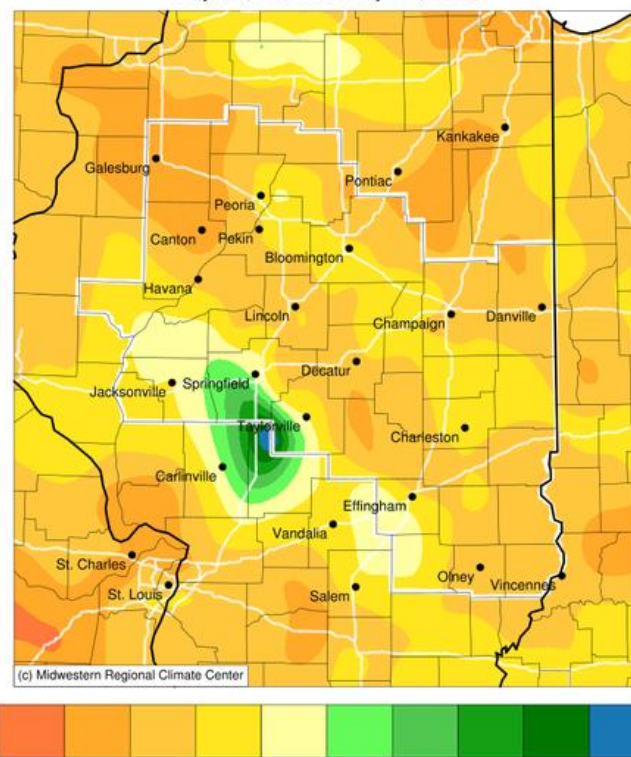 Kankakee
Galesburg
Pontiac
Peoria
Canton
Pekin
Bloomington
Havana
Lincoln
Champaign
Danville
Decatur
Springfield
Jacksonville
Taylorville
Charleston
Carlinville
Effingham
Vandalia
St. Charles
Olney
Vincennes
St. Louis
Salem
(c) Midwestern Regional Climate Center